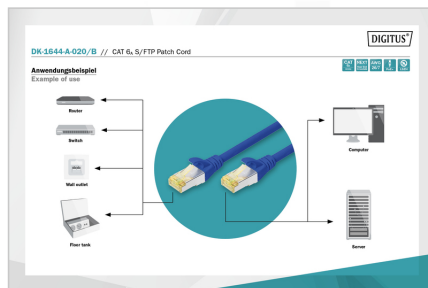 DIGITUS®
DK-1644-A-020/B // CAT 6A S/FTP Patch Cord
Anwendungsbeispiel
Example of use
Router
Switch
Wall outlet
Floor tank
Computer
Server